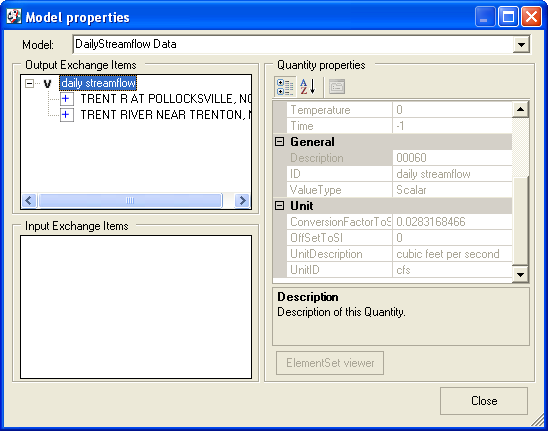 Model properties
Model:
DailyStreamflow Data
Output Exchange Items
V daily streamflow
TRENT R AT POLLOCKSVILLE, NC
TRENT RIVER NEAR TRENTON,
Input Exchange Items
Quantity properties
Temperature 0
Time -1
General
Description 00060
ID daily streamflow
ValueType Scalar
Unit
ConversionFactorToS 0.0283168466
OffSetToSI 0
UnitDescription cubic feet per second
UnitID cfs
Description
Description of this Quantity.
ElementSet viewer
Close